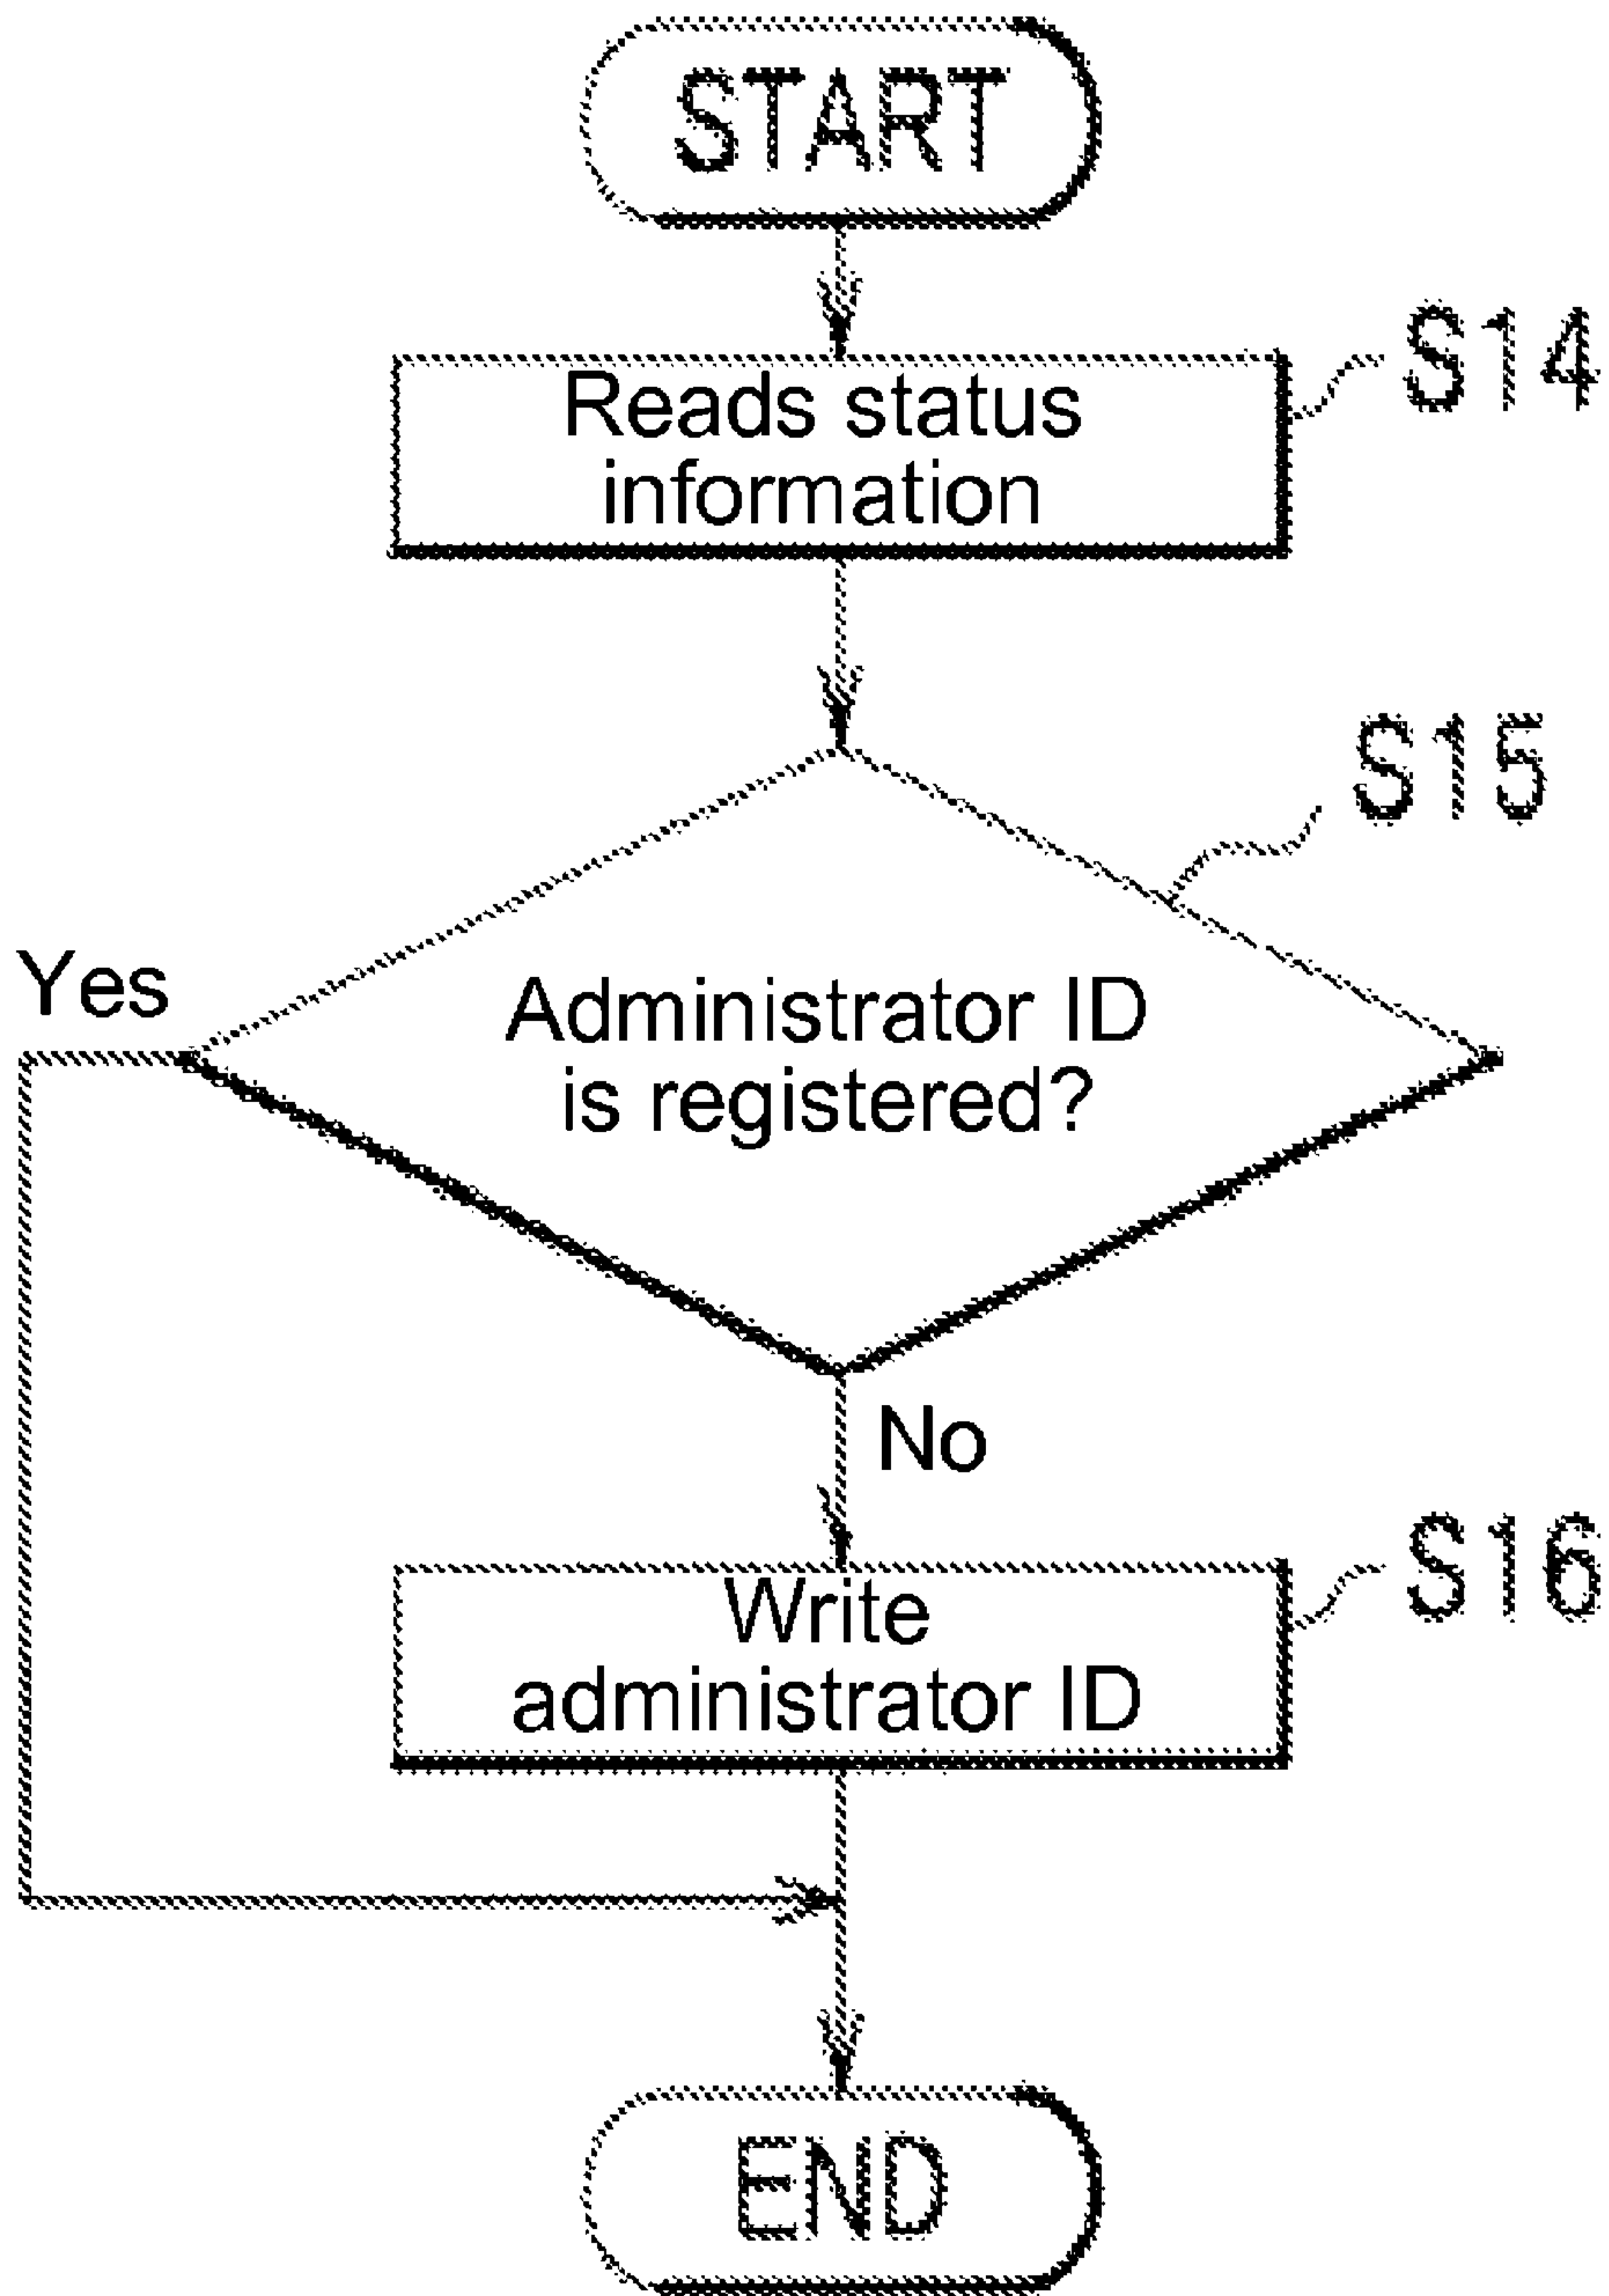 START
Reads status
information
S14
S15
Yes
Administrator ID
is registered?
No
Write
administrator ID
S16
END